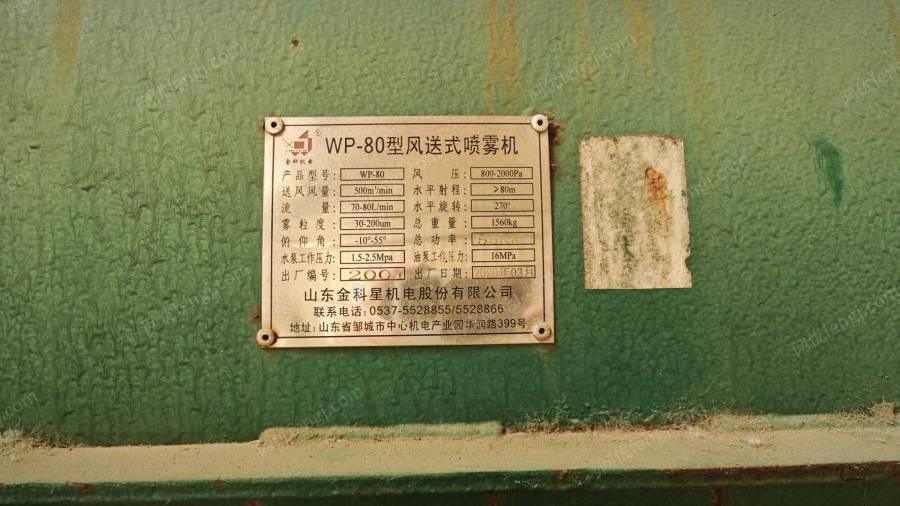 金科机电
WP-80型风送式喷雾机
产品型号: WP-80 风压: 800-2000Pa
送风风量: 500m³/min 水平射程: ≥80m
流量: 70-80L/min 水平旋转: 270°
雾粒度: 30-200um 总重量: 1560kg
俯仰角: -10°-55° 总功率:
水泵工作压力: 1.5-2.5Mpa 油泵工作压力: 16MPa
出厂编号: 出厂日期: 2020年03月
山东金科星机电股份有限公司
联系电话: 0537-5528855/5528866
地址: 山东省邹城市中心机电产业园华润路399号